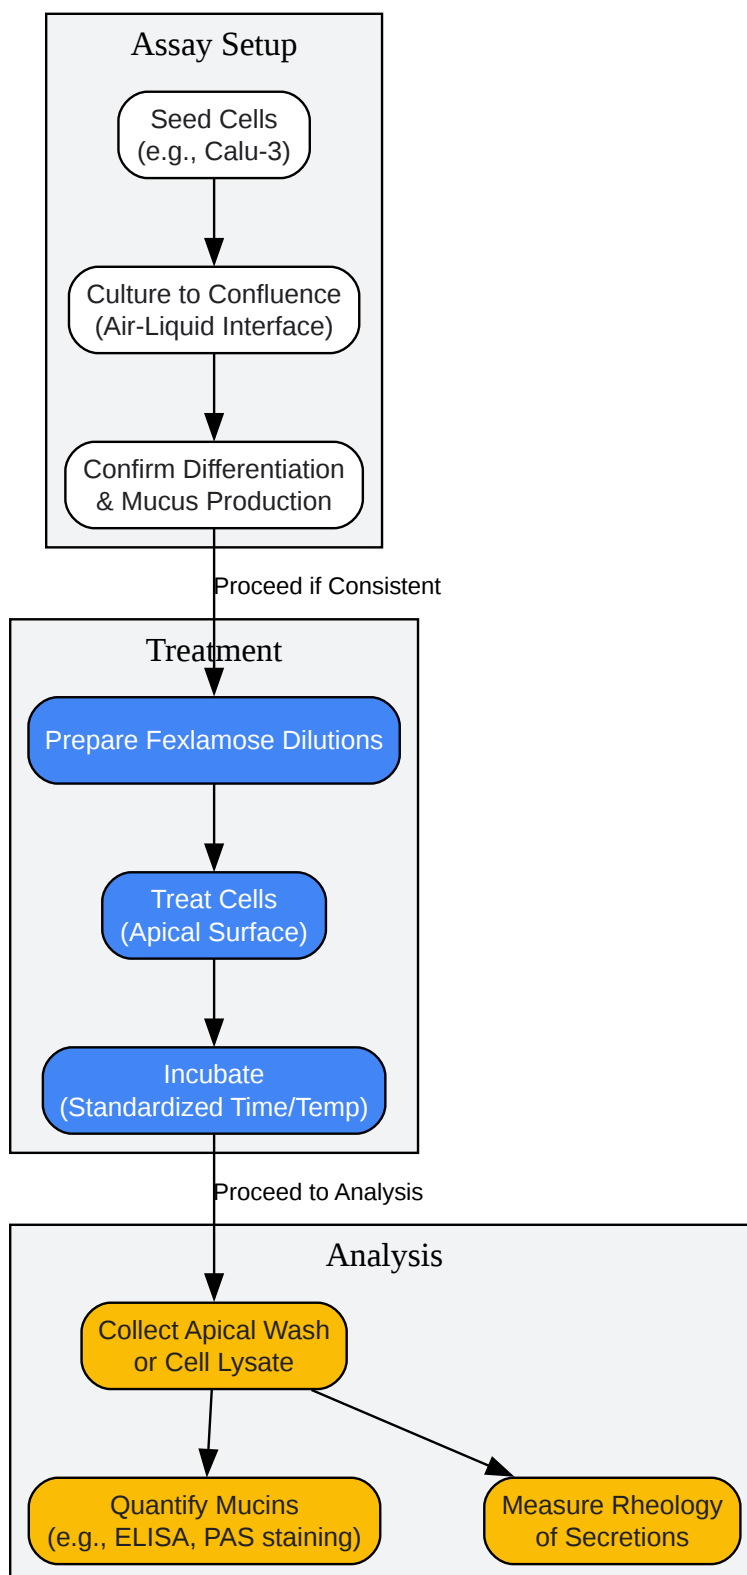 Assay Setup
Seed Cells
(e.g., Calu-3)
Culture to Confluence
(Air-Liquid Interface)
Confirm Differentiation
& Mucus Production
Proceed if Consistent
Treatment
Prepare Fexlamose Dilutions
Treat Cells
(Apical Surface)
Incubate
(Standardized Time/Temp)
Proceed to Analysis
Analysis
Collect Apical Wash
or Cell Lysate
Quantify Mucins
(e.g., ELISA, PAS staining)
Measure Rheology
of Secretions